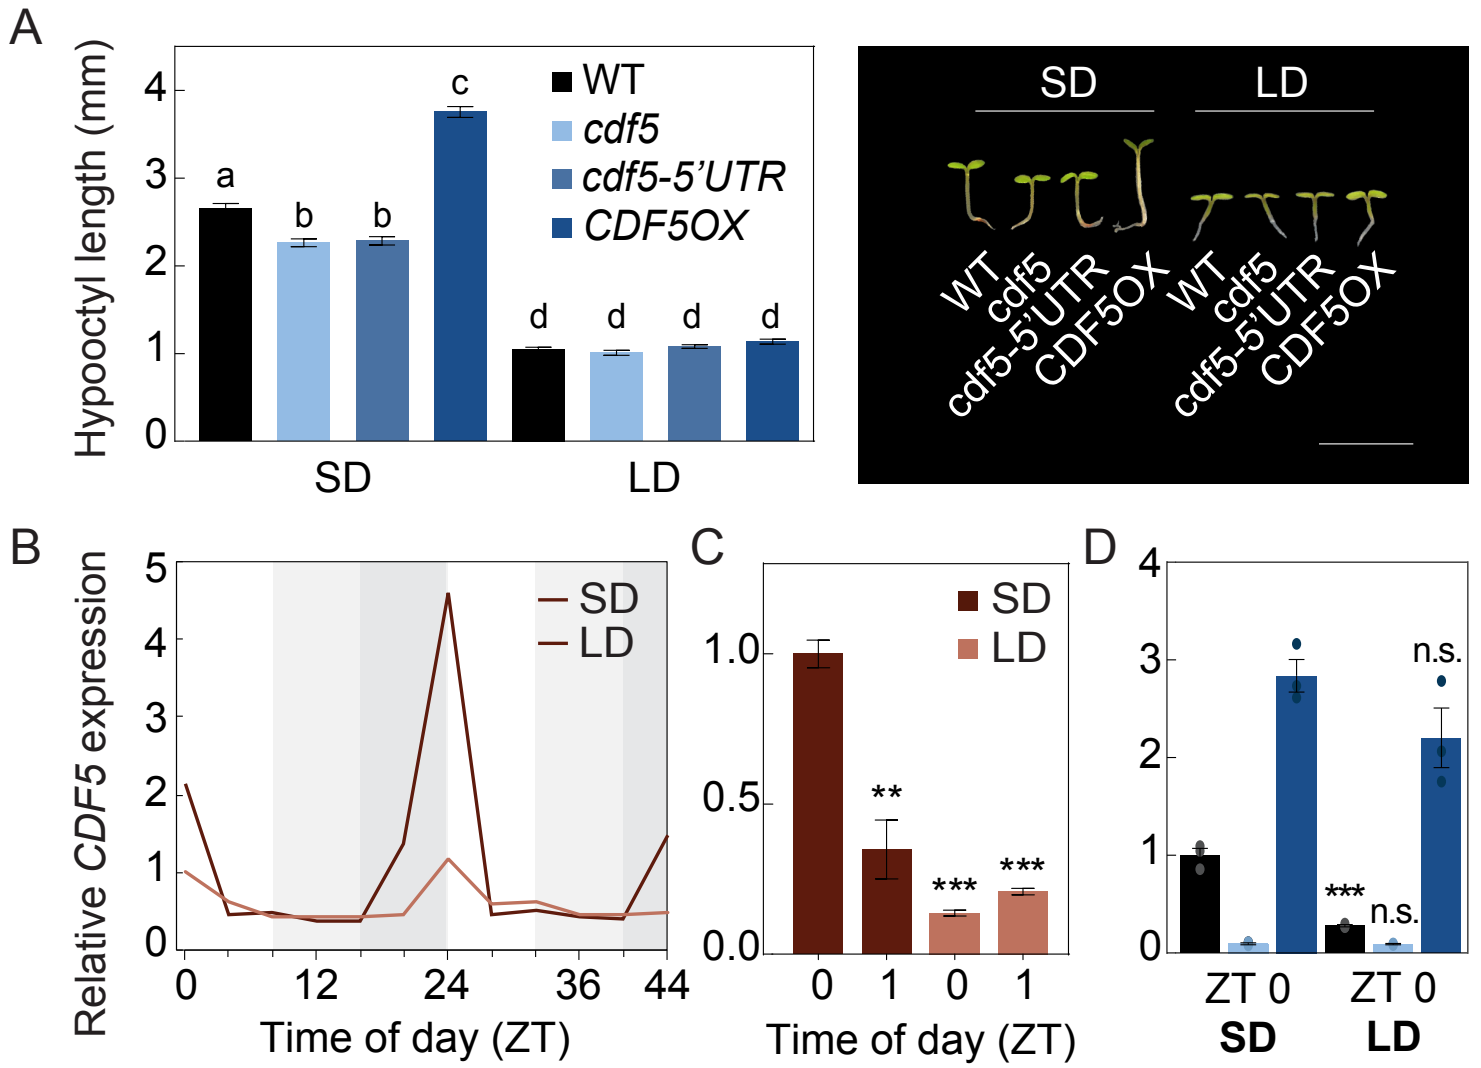 A
Hypooctyl length (mm)
4
3
2
1
0
a
b
b
c
d
d
d
d
WT
cdf5
cdf5-5'UTR
CDF5OX
SD
LD
SD
LD
WT
cdf5
cdf5-5'UTR
CDF5OX
WT
cdf5
cdf5-5'UTR
CDF5OX
B
Relative CDF5 expression
5
4
3
2
1
0
SD
LD
0 12 24 36 44
Time of day (ZT)
C
1.0
0.5
0.0
SD
LD
**
***
***
0 1 0 1
Time of day (ZT)
D
4
3
2
1
0
***
n.s.
n.s.
ZT 0 ZT 0
SD LD